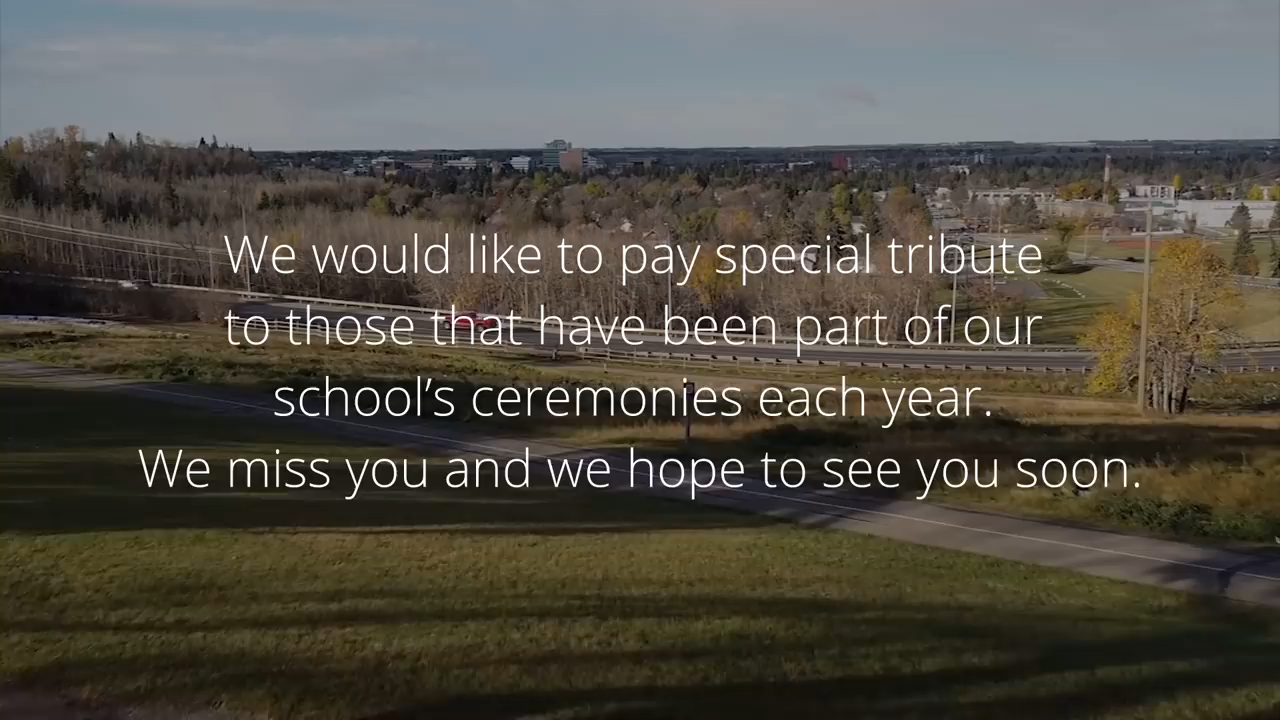 We would like to pay special tribute
to those that have been part of our
school’s ceremonies each year.
We miss you and we hope to see you soon.